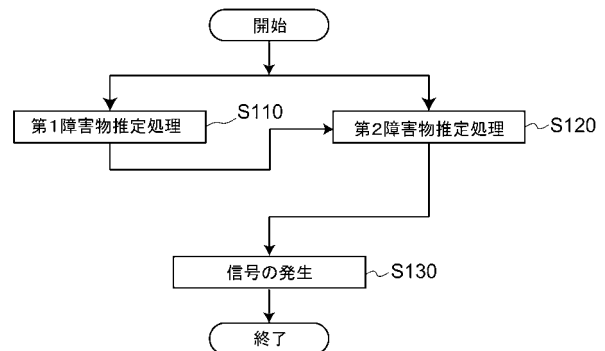 開始
第1障害物推定処理
S110
第2障害物推定処理
S120
信号の発生
S130
終了